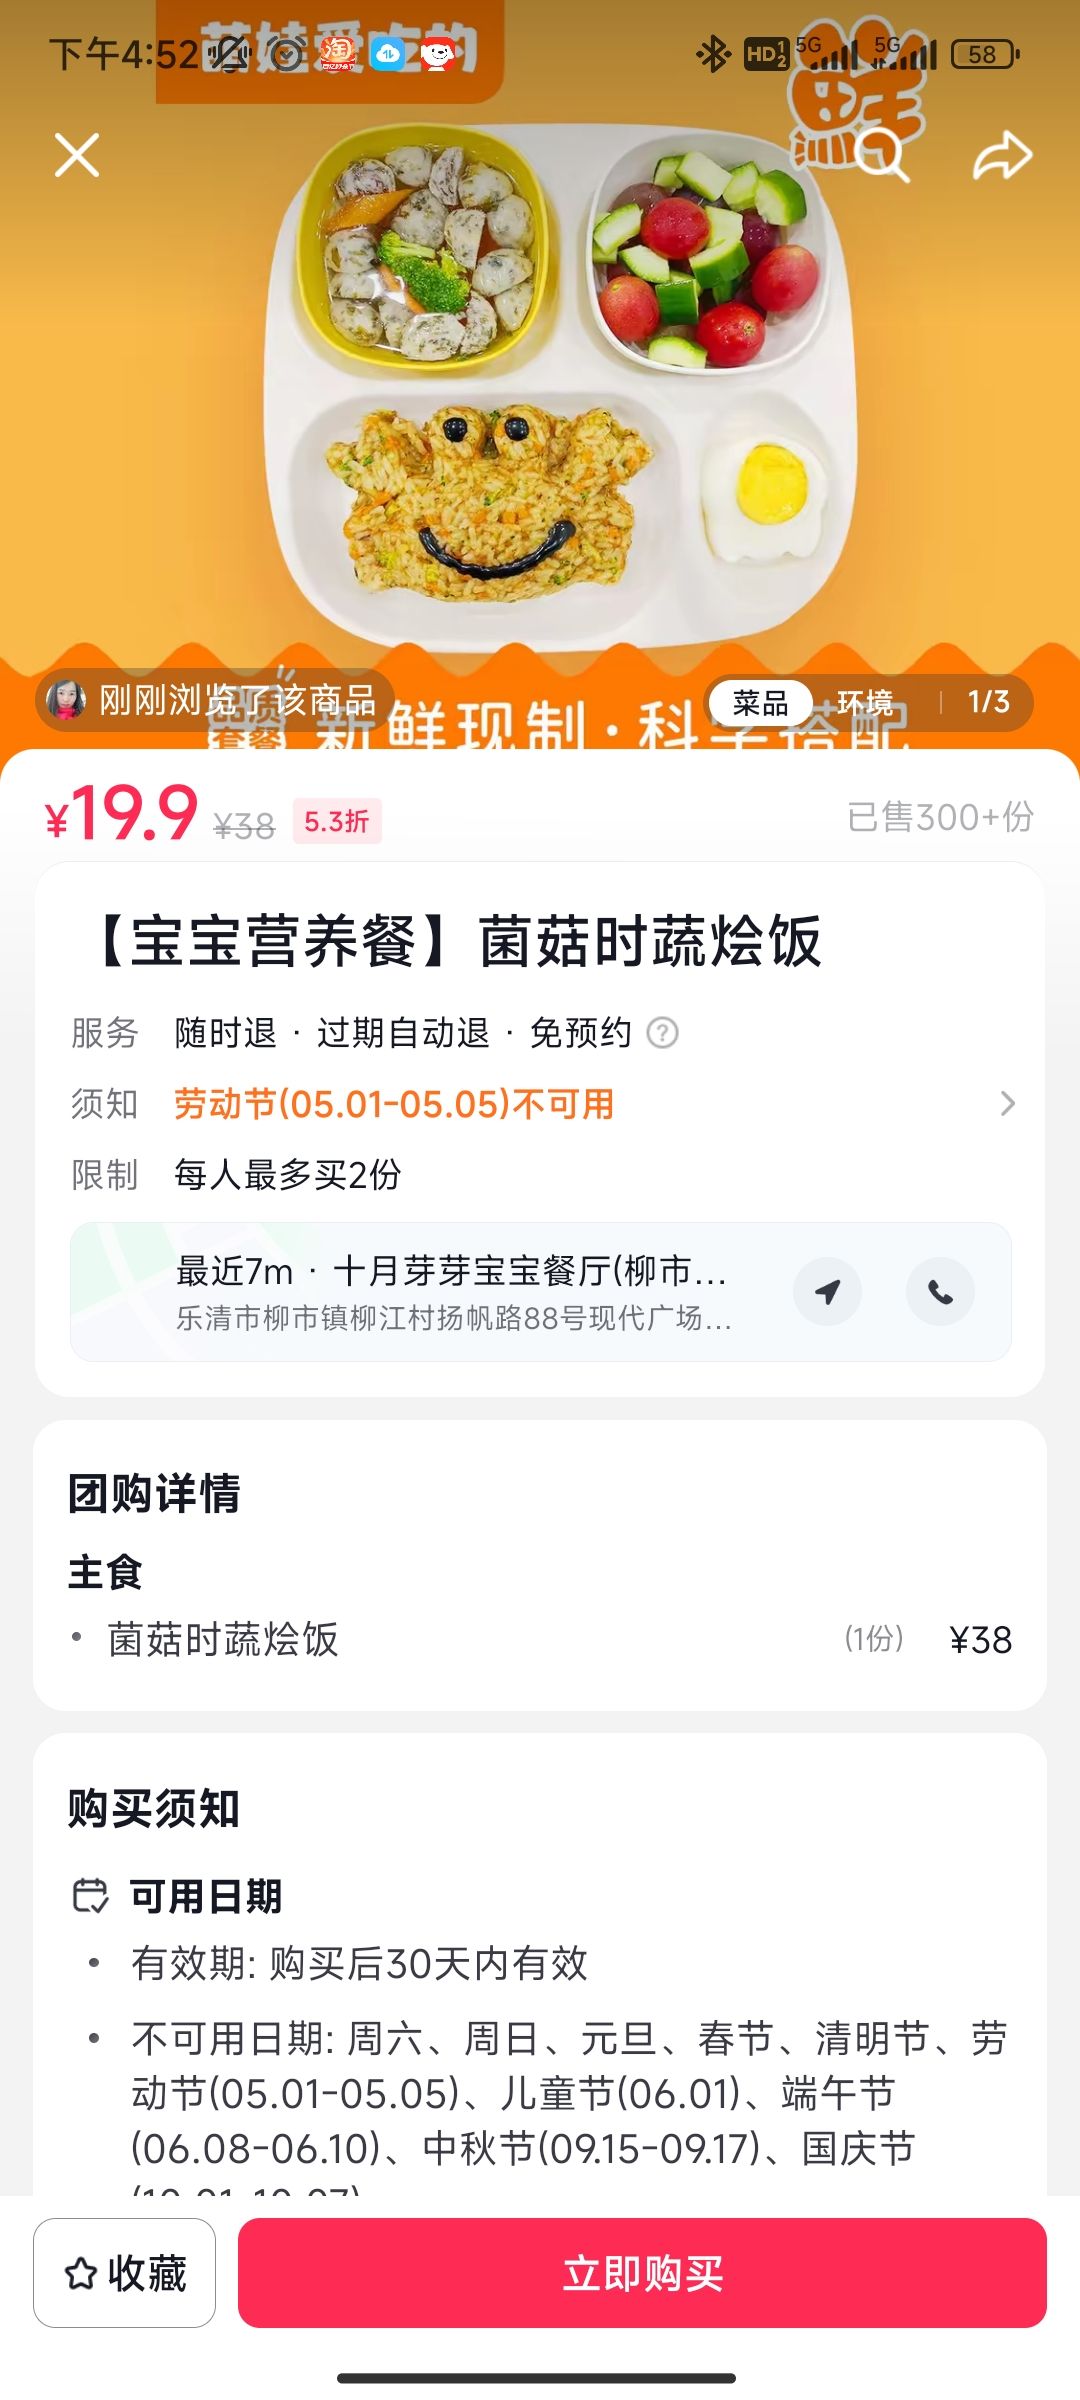 下午4:52
HD
5G
5G
58
萌娃爱吃的
鲜
刚刚浏览了该商品
菜品
环境
1/3
套餐
新鲜现制·科学搭配
¥19.9
¥38
5.3折
已售300+份
【宝宝营养餐】菌菇时蔬烩饭
服务 随时退 · 过期自动退 · 免预约
须知 劳动节(05.01-05.05)不可用
限制 每人最多买2份
最近7m · 十月芽芽宝宝餐厅(柳市...
乐清市柳市镇柳江村扬帆路88号现代广场...
团购详情
主食
• 菌菇时蔬烩饭 (1份) ¥38
购买须知
可用日期
• 有效期: 购买后30天内有效
• 不可用日期: 周六、周日、元旦、春节、清明节、劳
动节(05.01-05.05)、儿童节(06.01)、端午节
(06.08-06.10)、中秋节(09.15-09.17)、国庆节
收藏
立即购买